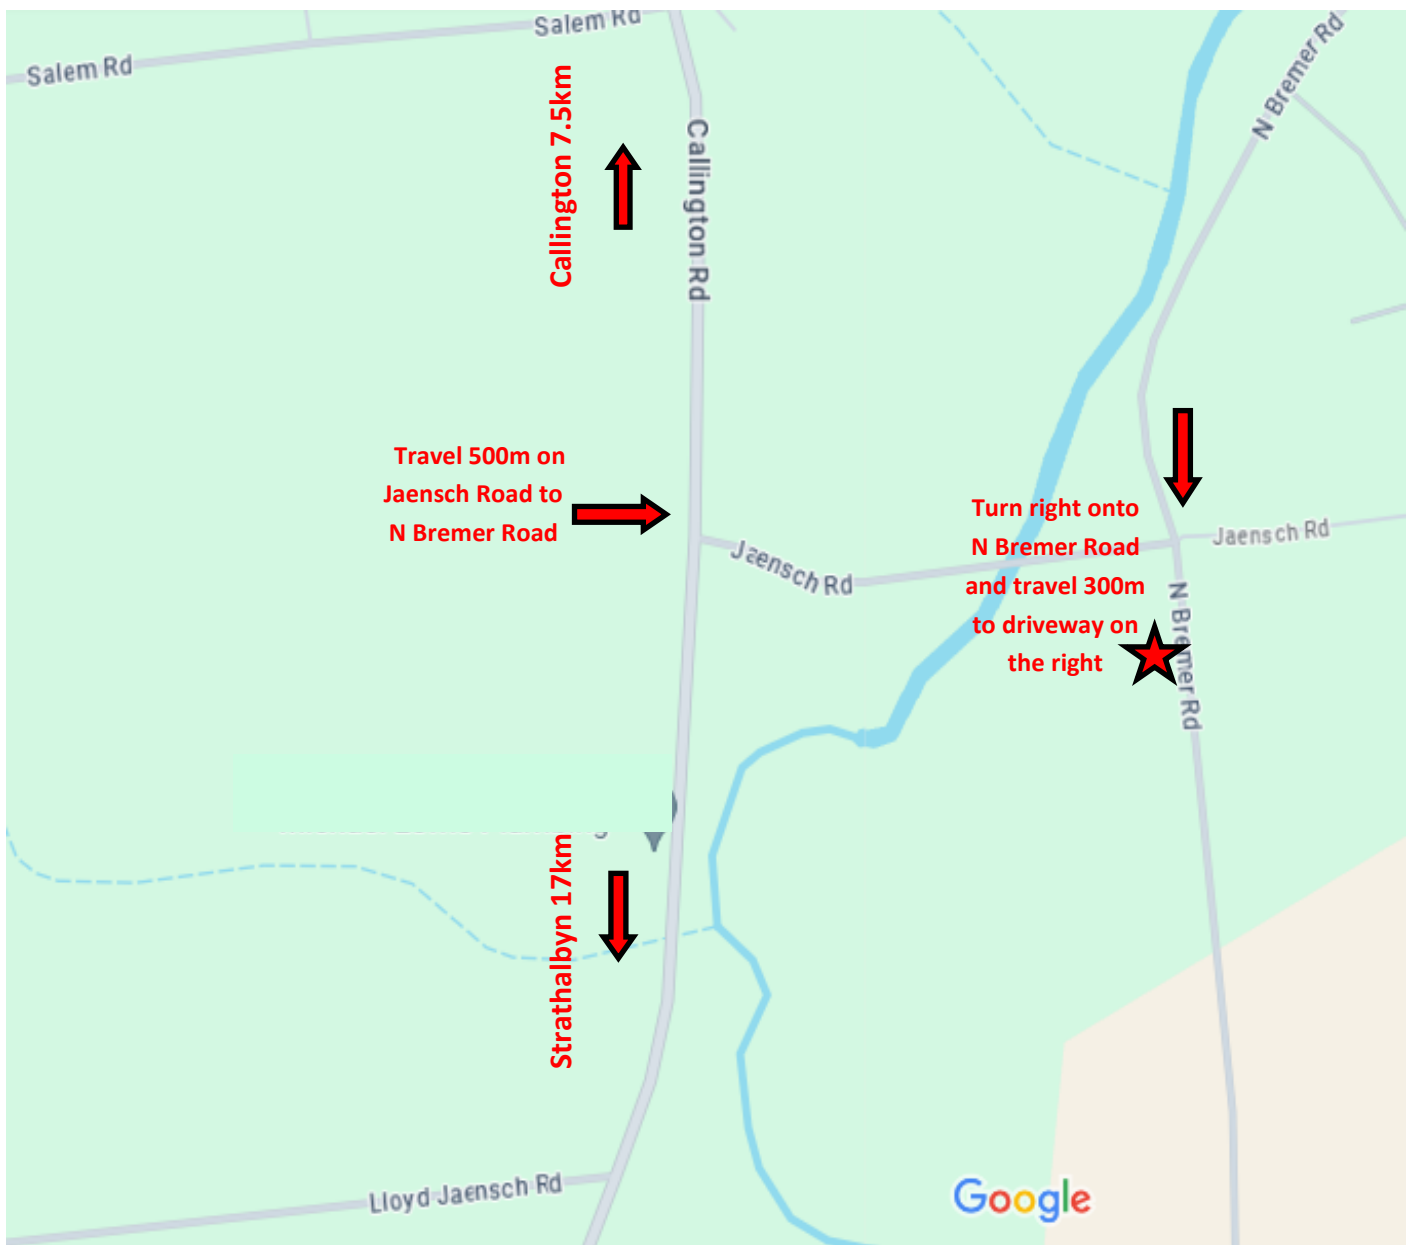 Salem Rd
Salem Rd
N Bremer Rd
Callington 7.5km
Callington Rd
Travel 500m on
Jaensch Road to
N Bremer Road
Turn right onto
N Bremer Road
and travel 300m
to driveway on
the right
Jaensch Rd
Jaensch Rd
N Bremer Rd
Strathalbyn 17km
Lloyd Jaensch Rd
Google